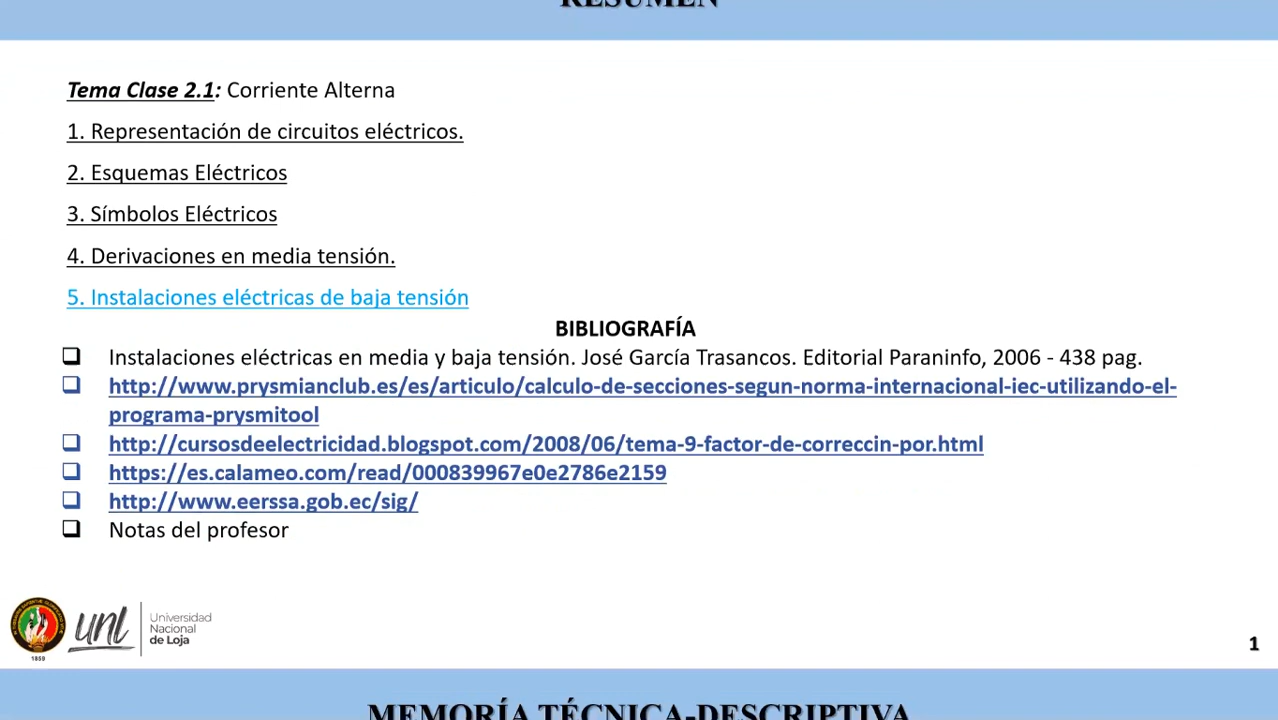 RESUMEN
Tema Clase 2.1: Corriente Alterna
1. Representación de circuitos eléctricos.
2. Esquemas Eléctricos
3. Símbolos Eléctricos
4. Derivaciones en media tensión.
5. Instalaciones eléctricas de baja tensión
BIBLIOGRAFÍA
❑ Instalaciones eléctricas en media y baja tensión. José García Trasancos. Editorial Paraninfo, 2006 - 438 pag.
❑ http://www.prysmianclub.es/es/articulo/calculo-de-secciones-segun-norma-internacional-iec-utilizando-el-
programa-prysmitool
❑ http://cursosdeelectricidad.blogspot.com/2008/06/tema-9-factor-de-correccin-por.html
❑ https://es.calameo.com/read/000839967e0e2786e2159
❑ http://www.eerssa.gob.ec/sig/
❑ Notas del profesor
1859
unl
Universidad
Nacional
de Loja
1
MEMORÍA TÉCNICA-DESCRIPTIVA